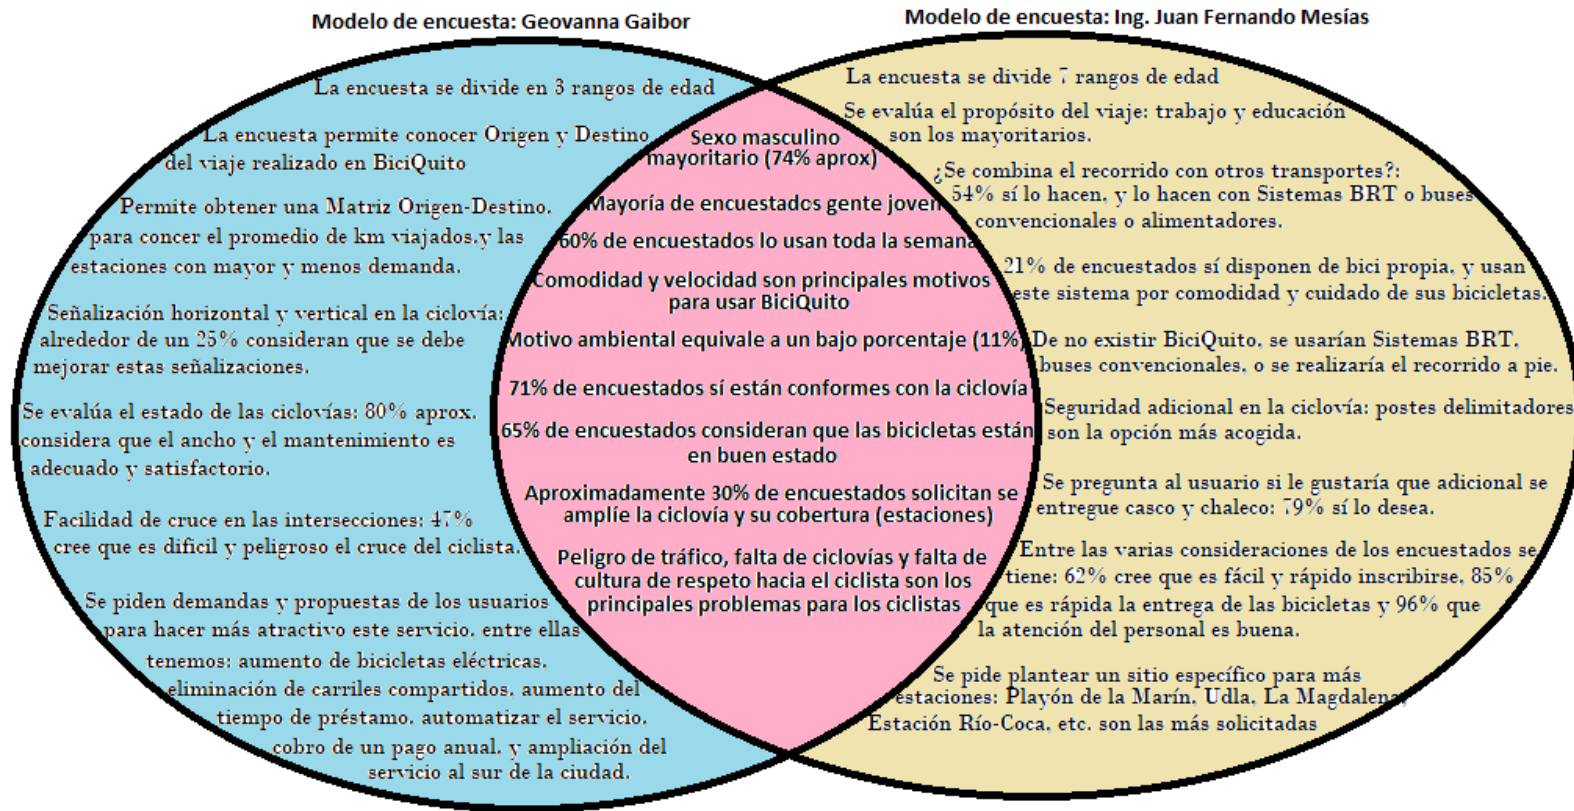 Modelo de encuesta: Geovanna Gaibor
La encuesta se divide en 3 rangos de edad
La encuesta permite conocer Origen y Destino
del viaje realizado en BiciQuito
Permite obtener una Matriz Origen-Destino.
para concer el promedio de km viajados.y las
estaciones con mayor y menos demanda.
Señalización horizontal y vertical en la ciclovía:
alrededor de un 25% consideran que se debe
mejorar estas señalizaciones.
Se evalúa el estado de las ciclovías: 80% aprox.
considera que el ancho y el mantenimiento es
adecuado y satisfactorio.
Facilidad de cruce en las intersecciones: 47%
cree que es dificil y peligroso el cruce del ciclista.
Se piden demandas y propuestas de los usuarios
para hacer más atractivo este servicio. entre ellas
tenemos: aumento de bicicletas eléctricas.
eliminación de carriles compartidos. aumento del
tiempo de préstamo. automatizar el servicio.
cobro de un pago anual. y ampliación del
servicio al sur de la ciudad.
Sexo masculino
mayoritario (74% aprox)
Mayoría de encuestados gente joven
60% de encuestados lo usan toda la semana
Comodidad y velocidad son principales motivos
para usar BiciQuito
Motivo ambiental equivale a un bajo porcentaje (11%)
71% de encuestados sí están conformes con la ciclovía
65% de encuestados consideran que las bicicletas están
en buen estado
Aproximadamente 30% de encuestados solicitan se
amplíe la ciclovía y su cobertura (estaciones)
Peligro de tráfico, falta de ciclovías y falta de
cultura de respeto hacia el ciclista son los
principales problemas para los ciclistas
Modelo de encuesta: Ing. Juan Fernando Mesías
La encuesta se divide 7 rangos de edad
Se evalúa el propósito del viaje: trabajo y educación
son los mayoritarios.
¿Se combina el recorrido con otros transportes?:
54% sí lo hacen, y lo hacen con Sistemas BRT o buses
convencionales o alimentadores.
21% de encuestados sí disponen de bici propia, y usan
este sistema por comodidad y cuidado de sus bicicletas.
De no existir BiciQuito, se usarían Sistemas BRT,
buses convencionales, o se realizaría el recorrido a pie.
Seguridad adicional en la ciclovía: postes delimitadores
son la opción más acogida.
Se pregunta al usuario si le gustaría que adicional se
entregue casco y chaleco: 79% sí lo desea.
Entre las varias consideraciones de los encuestados se
tiene: 62% cree que es fácil y rápido inscribirse, 85%
que es rápida la entrega de las bicicletas y 96% que
la atención del personal es buena.
Se pide plantear un sitio específico para más
estaciones: Playón de la Marín, Udla, La Magdalena,
Estación Río-Coca, etc. son las más solicitadas